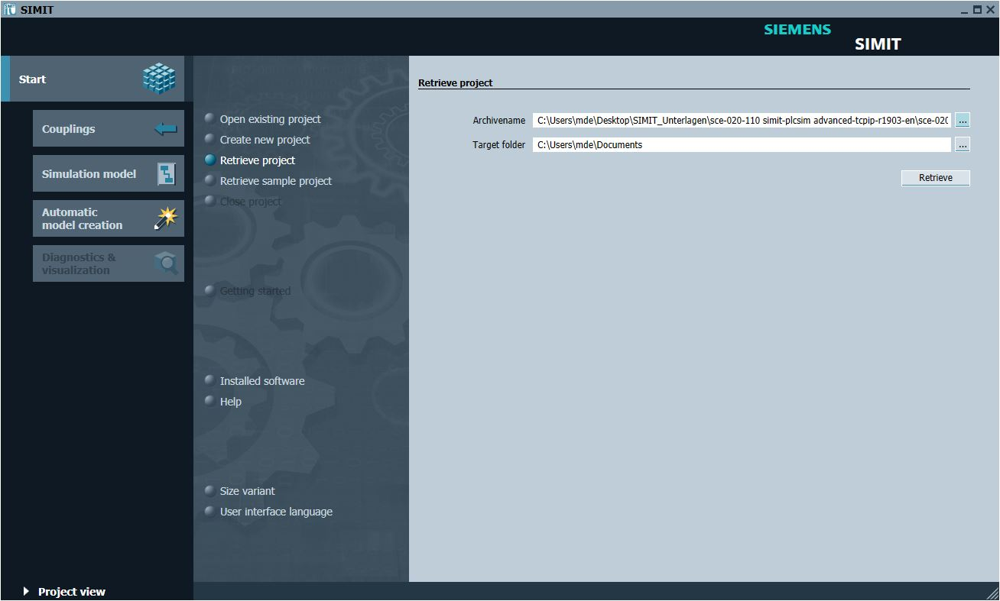 SIMIT
SIEMENS
SIMIT
Start
Couplings
Simulation model
Automatic
model creation
Diagnostics &
visualization
Project view
Open existing project
Create new project
Retrieve project
Retrieve sample project
Close project
Getting started
Installed software
Help
Size variant
User interface language
Retrieve project
Archivename C:\Users\mde\Desktop\SIMIT_Unterlagen\sce-020-110 simit-plcsim advanced-tcpip-r1903-en\sce-020 ...
Target folder C:\Users\mde\Documents ...
Retrieve